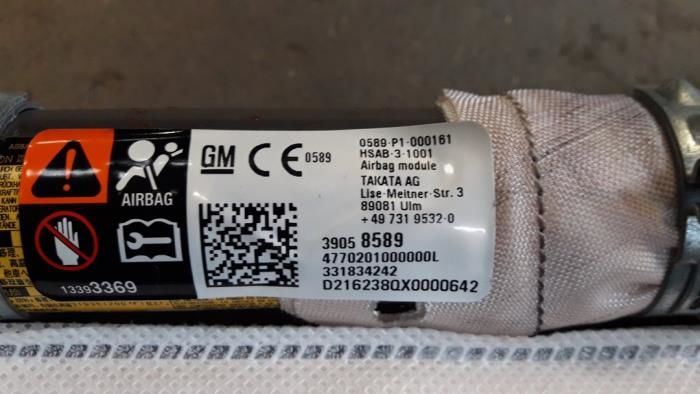 AIRBAG
13393369
GM CE 0589
0589-P1-000161
HSAB-3-1001
Airbag module
TAKATA AG
Lise-Meitner-Str. 3
89081 Ulm
+49 731 9532-0
3905 8589
4770201000000L
331834242
D216238QX0000642